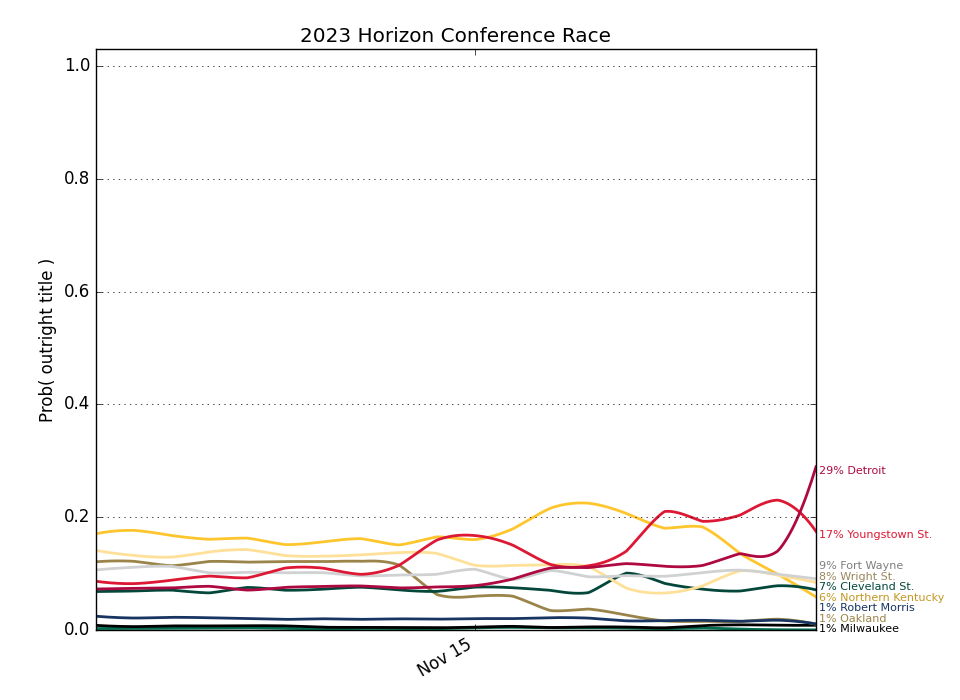 2023 Horizon Conference Race
1.0
0.8
0.6
0.4
0.2
0.0
Prob( outright title )
Nov 15
29% Detroit
17% Youngstown St.
9% Fort Wayne
8% Wright St.
7% Cleveland St.
6% Northern Kentucky
1% Robert Morris
1% Oakland
1% Milwaukee